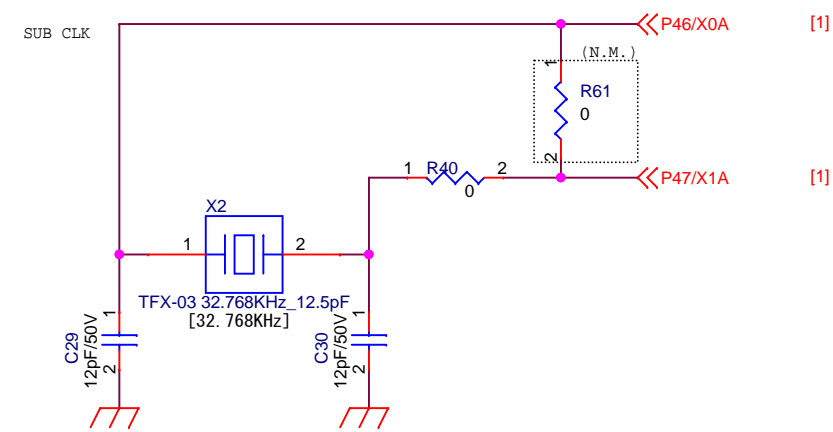 SUB CLK
P46/X0A [1]
(N.M.)
1
R61
0
2
1 R40 2
0
P47/X1A [1]
X2
1 2
TFX-03 32.768KHz_12.5pF
[32.768KHz]
C29
12pF/50V
1
2
C30
12pF/50V
1
2